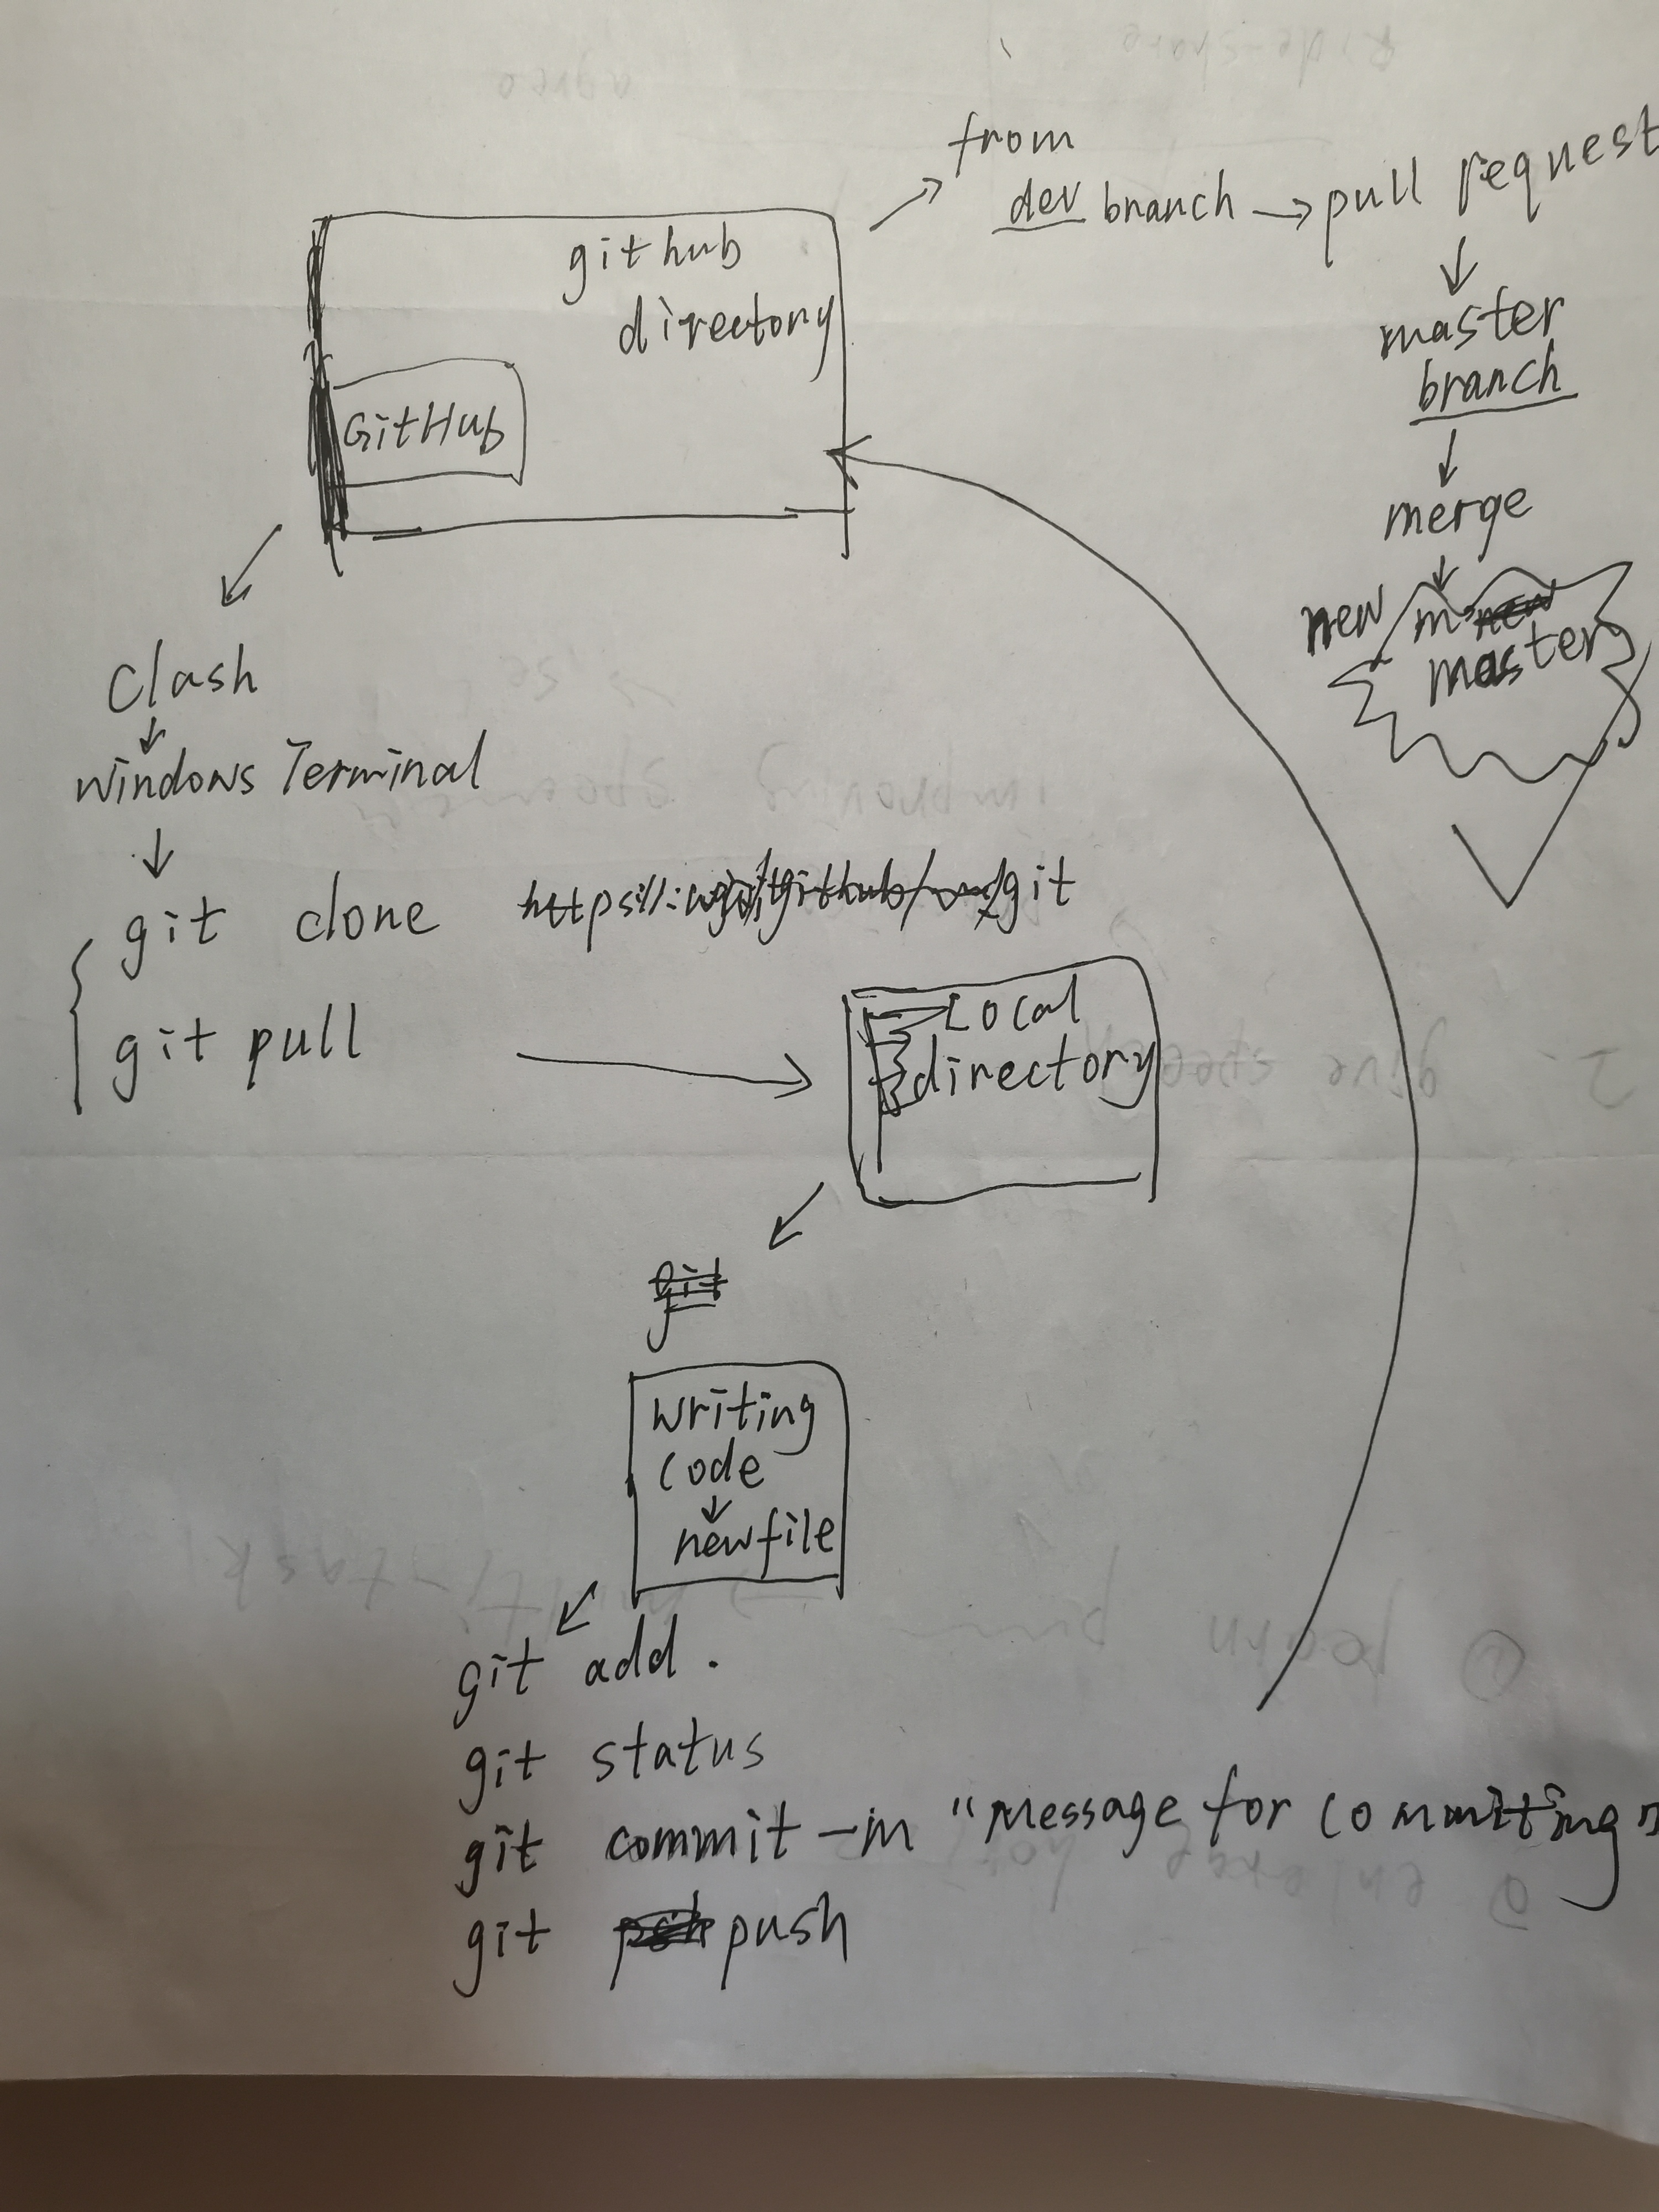 from
dev branch → pull request
github
directory
GitHub
master
branch
merge
new
master
Clash
Windows Terminal
git clone git
git pull
Local
directory
git
writing
code
newfile
git add .
git status
git commit -m "message for committing"
git push